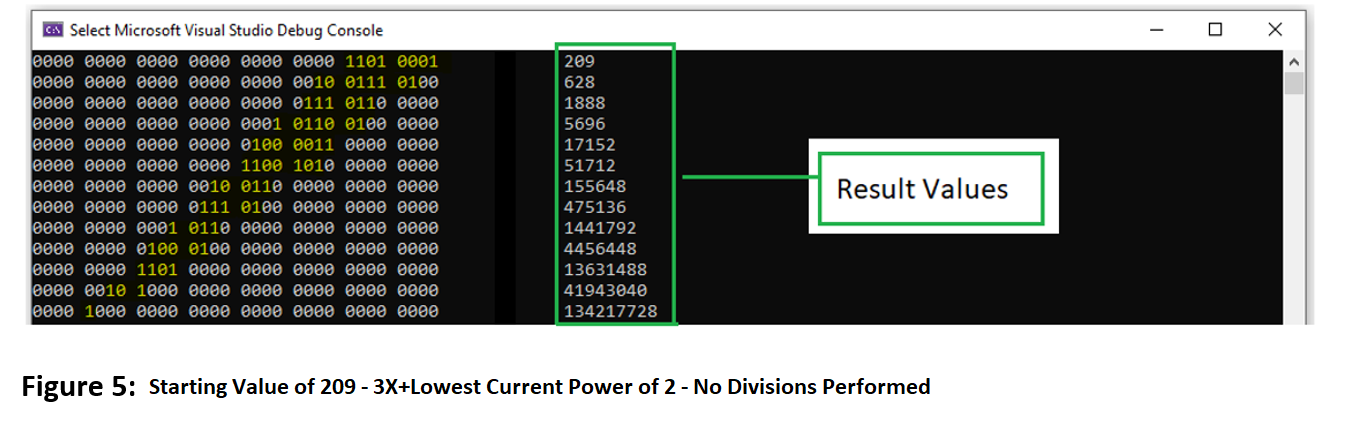 C:\ Select Microsoft Visual Studio Debug Console
0000 0000 0000 0000 0000 0000 1101 0001 209
0000 0000 0000 0000 0000 0010 0111 0100 628
0000 0000 0000 0000 0000 0111 0110 0000 1888
0000 0000 0000 0000 0001 0110 0100 0000 5696
0000 0000 0000 0000 0100 0011 0000 0000 17152
0000 0000 0000 0000 1100 1010 0000 0000 51712
0000 0000 0000 0010 0110 0000 0000 0000 155648
0000 0000 0000 0111 0100 0000 0000 0000 475136
0000 0000 0001 0110 0000 0000 0000 0000 1441792
0000 0000 0100 0100 0000 0000 0000 0000 4456448
0000 0000 1101 0000 0000 0000 0000 0000 13631488
0000 0010 1000 0000 0000 0000 0000 0000 41943040
0000 1000 0000 0000 0000 0000 0000 0000 134217728
Result Values
Figure 5: Starting Value of 209 - 3X+Lowest Current Power of 2 - No Divisions Performed